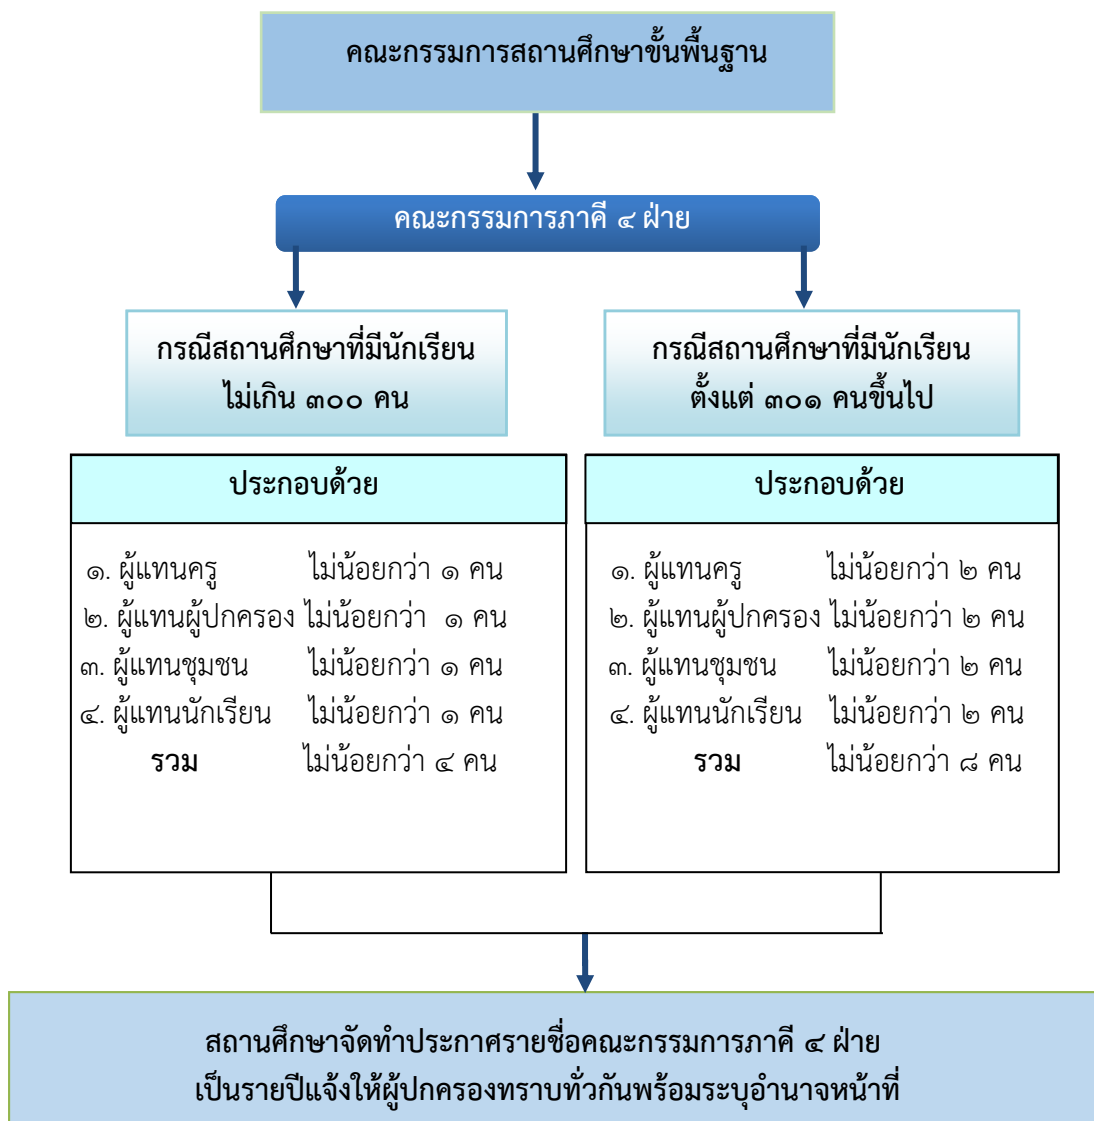 คณะกรรมการสถานศึกษาขั้นพื้นฐาน
คณะกรรมการภาคี ๔ ฝ่าย
กรณีสถานศึกษาที่มีนักเรียน
ไม่เกิน ๓๐๐ คน
ประกอบด้วย
๑. ผู้แทนครู ไม่น้อยกว่า ๑ คน
๒. ผู้แทนผู้ปกครอง ไม่น้อยกว่า ๑ คน
๓. ผู้แทนชุมชน ไม่น้อยกว่า ๑ คน
๔. ผู้แทนนักเรียน ไม่น้อยกว่า ๑ คน
รวม ไม่น้อยกว่า ๔ คน
กรณีสถานศึกษาที่มีนักเรียน
ตั้งแต่ ๓๐๑ คนขึ้นไป
ประกอบด้วย
๑. ผู้แทนครู ไม่น้อยกว่า ๒ คน
๒. ผู้แทนผู้ปกครอง ไม่น้อยกว่า ๒ คน
๓. ผู้แทนชุมชน ไม่น้อยกว่า ๒ คน
๔. ผู้แทนนักเรียน ไม่น้อยกว่า ๒ คน
รวม ไม่น้อยกว่า ๘ คน
สถานศึกษาจัดทำประกาศรายชื่อคณะกรรมการภาคี ๔ ฝ่าย
เป็นรายปีแจ้งให้ผู้ปกครองทราบทั่วกันพร้อมระบุอำนาจหน้าที่